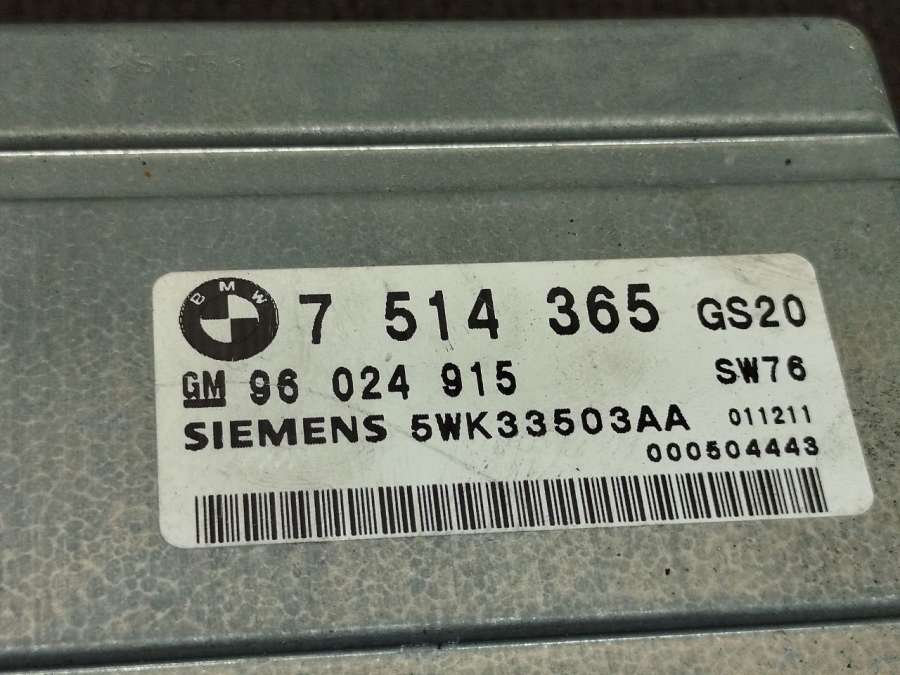 BMW 7 514 365 GS20
GM 96 024 915 SW76
SIEMENS 5WK33503AA 011211
000504443